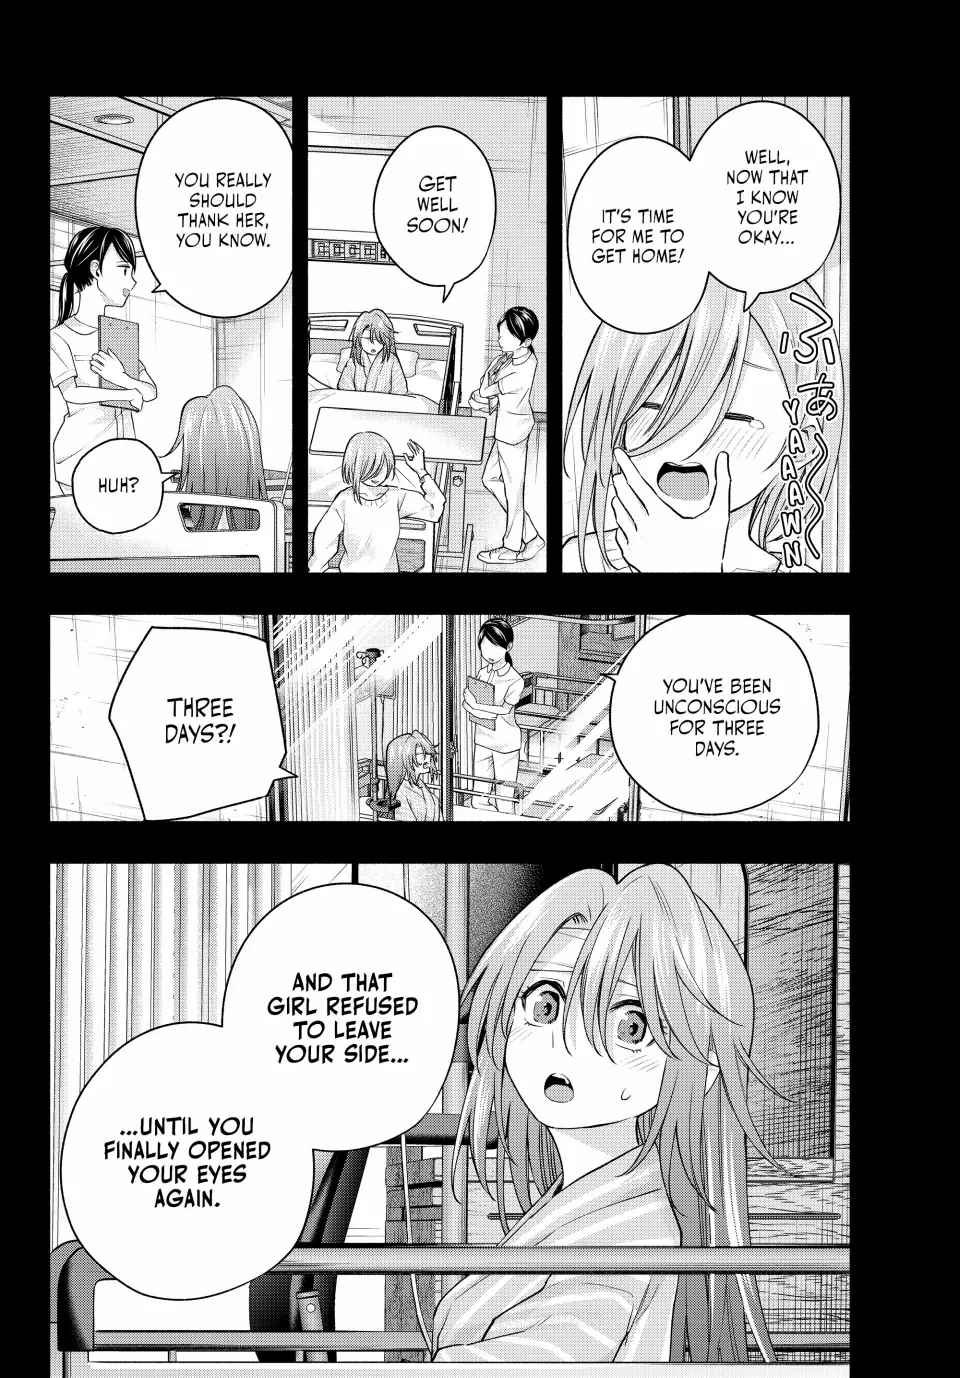 WELL,
NOW THAT
I KNOW
YOU'RE
OKAY...
IT'S TIME
FOR ME TO
GET HOME!
ふあ〜〜
YAAAWN
GET
WELL
SOON!
YOU REALLY
SHOULD
THANK HER,
YOU KNOW.
HUH?
YOU'VE BEEN
UNCONSCIOUS
FOR THREE
DAYS.
THREE
DAYS?!
AND THAT
GIRL REFUSED
TO LEAVE
YOUR SIDE...
...UNTIL YOU
FINALLY OPENED
YOUR EYES
AGAIN.